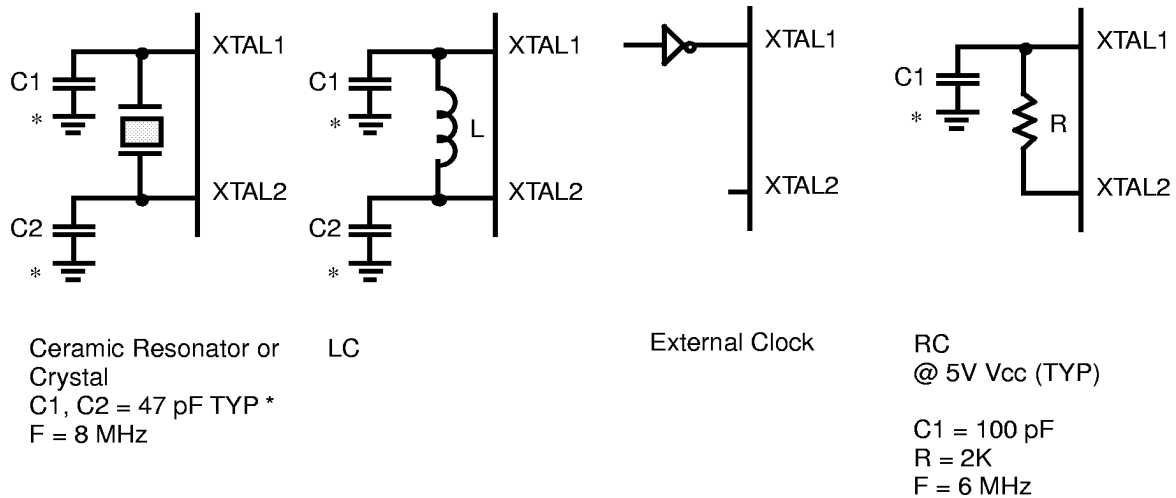 XTAL1
C1
*
XTAL2
C2
*
Ceramic Resonator or
Crystal
C1, C2 = 47 pF TYP *
F = 8 MHz
XTAL1
C1
*
L
XTAL2
C2
*
LC
XTAL1
XTAL2
External Clock
XTAL1
C1
*
R
XTAL2
RC
@ 5V Vcc (TYP)
C1 = 100 pF
R = 2K
F = 6 MHz